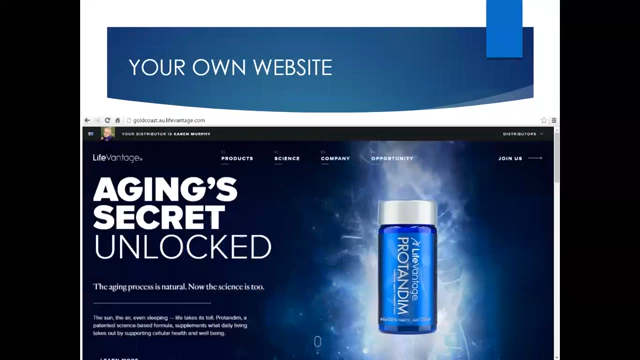 YOUR OWN WEBSITE
goldcoast.au.lifevantage.com
YOUR DISTRIBUTOR IS KAREN MURPHY
DISTRIBUTORS
LifeVantage
PRODUCTS
SCIENCE
COMPANY
OPPORTUNITY
JOIN US
AGING'S
SECRET
UNLOCKED
The aging process is natural. Now the science is too.
The sun, the air, even sleeping — life takes its toll. Protandim, a
patented science-based formula, supplements what daily living
takes out by supporting cellular health and well being.
LEARN MORE
LifeVantage
PROTANDIM